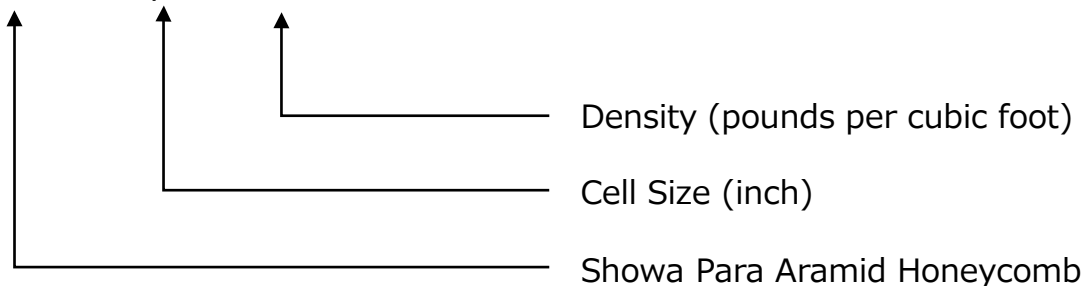 Density (pounds per cubic foot)
Cell Size (inch)
Showa Para Aramid Honeycomb